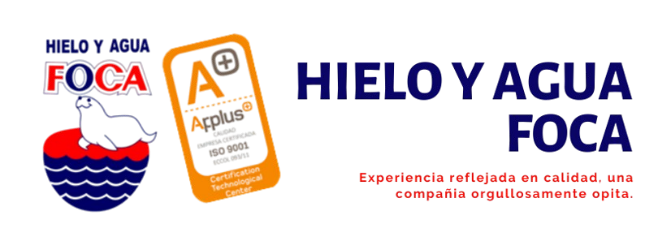 HIELO Y AGUA
FOCA
A+
Applus+
CALIDAD
EMPRESA CERTIFICADA
ISO 9001
Certification
Technological
Center
HIELO Y AGUA
FOCA
Experiencia reflejada en calidad, una
compañia orgullosamente opita.